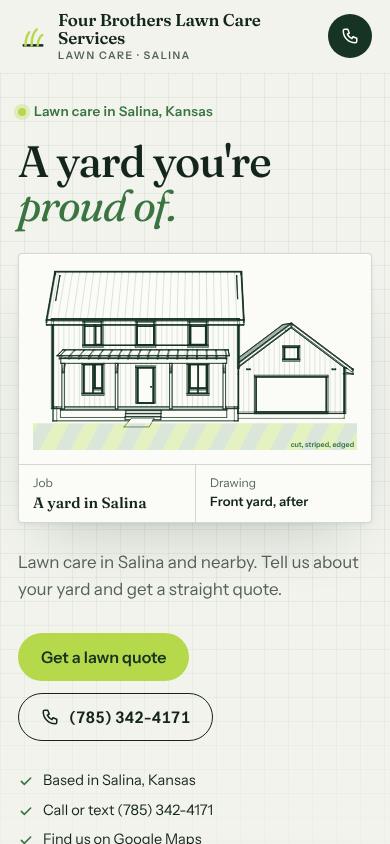 Four Brothers Lawn Care
Services
LAWN CARE · SALINA
Lawn care in Salina, Kansas
A yard you're
proud of.
cut, striped, edged
Job
A yard in Salina
Drawing
Front yard, after
Lawn care in Salina and nearby. Tell us about
your yard and get a straight quote.
Get a lawn quote
(785) 342-4171
Based in Salina, Kansas
Call or text (785) 342-4171
Find us on Google Maps